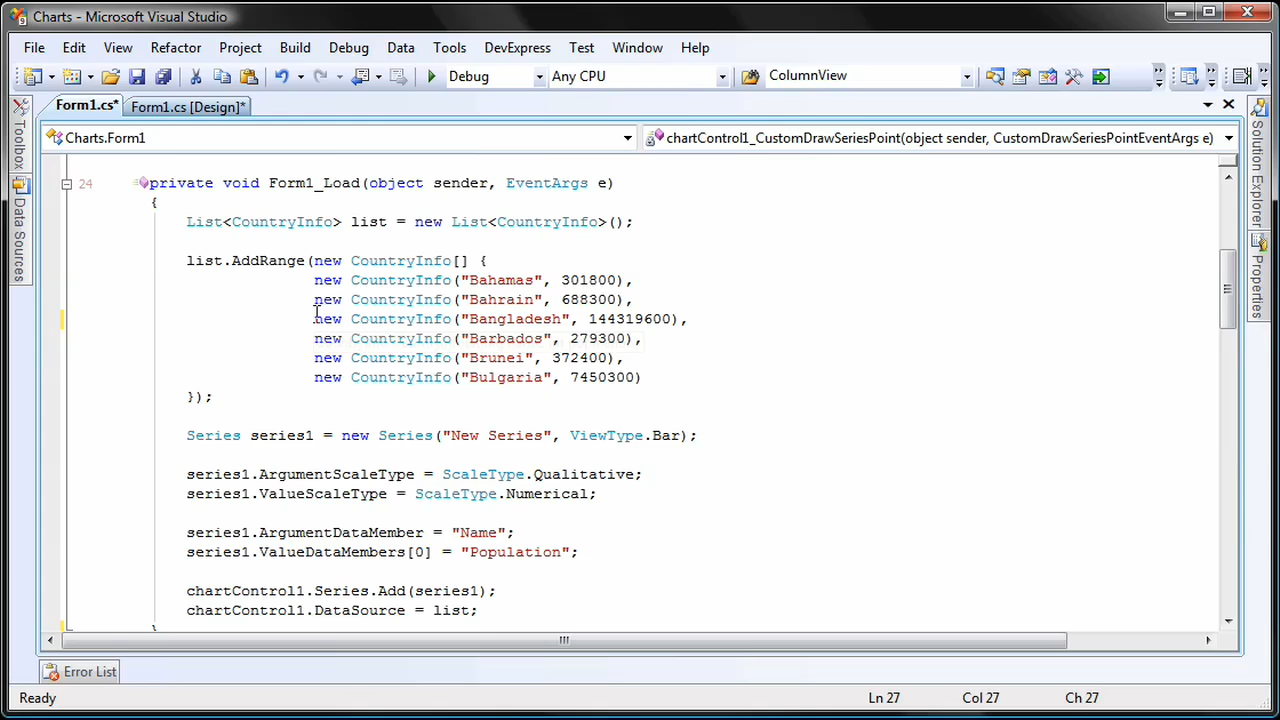 Charts - Microsoft Visual Studio
File Edit View Refactor Project Build Debug Data Tools DevExpress Test Window Help
Debug Any CPU ColumnView
Form1.cs* Form1.cs [Design]*
Charts.Form1 chartControl1_CustomDrawSeriesPoint(object sender, CustomDrawSeriesPointEventArgs e)
Toolbox
Data Sources
Solution Explorer
Properties
24 private void Form1_Load(object sender, EventArgs e)
{
List<CountryInfo> list = new List<CountryInfo>();
list.AddRange(new CountryInfo[] {
new CountryInfo("Bahamas", 301800),
new CountryInfo("Bahrain", 688300),
new CountryInfo("Bangladesh", 144319600),
new CountryInfo("Barbados", 279300),
new CountryInfo("Brunei", 372400),
new CountryInfo("Bulgaria", 7450300)
});
Series series1 = new Series("New Series", ViewType.Bar);
series1.ArgumentScaleType = ScaleType.Qualitative;
series1.ValueScaleType = ScaleType.Numerical;
series1.ArgumentDataMember = "Name";
series1.ValueDataMembers[0] = "Population";
chartControl1.Series.Add(series1);
chartControl1.DataSource = list;
}
Error List
Ready Ln 27 Col 27 Ch 27